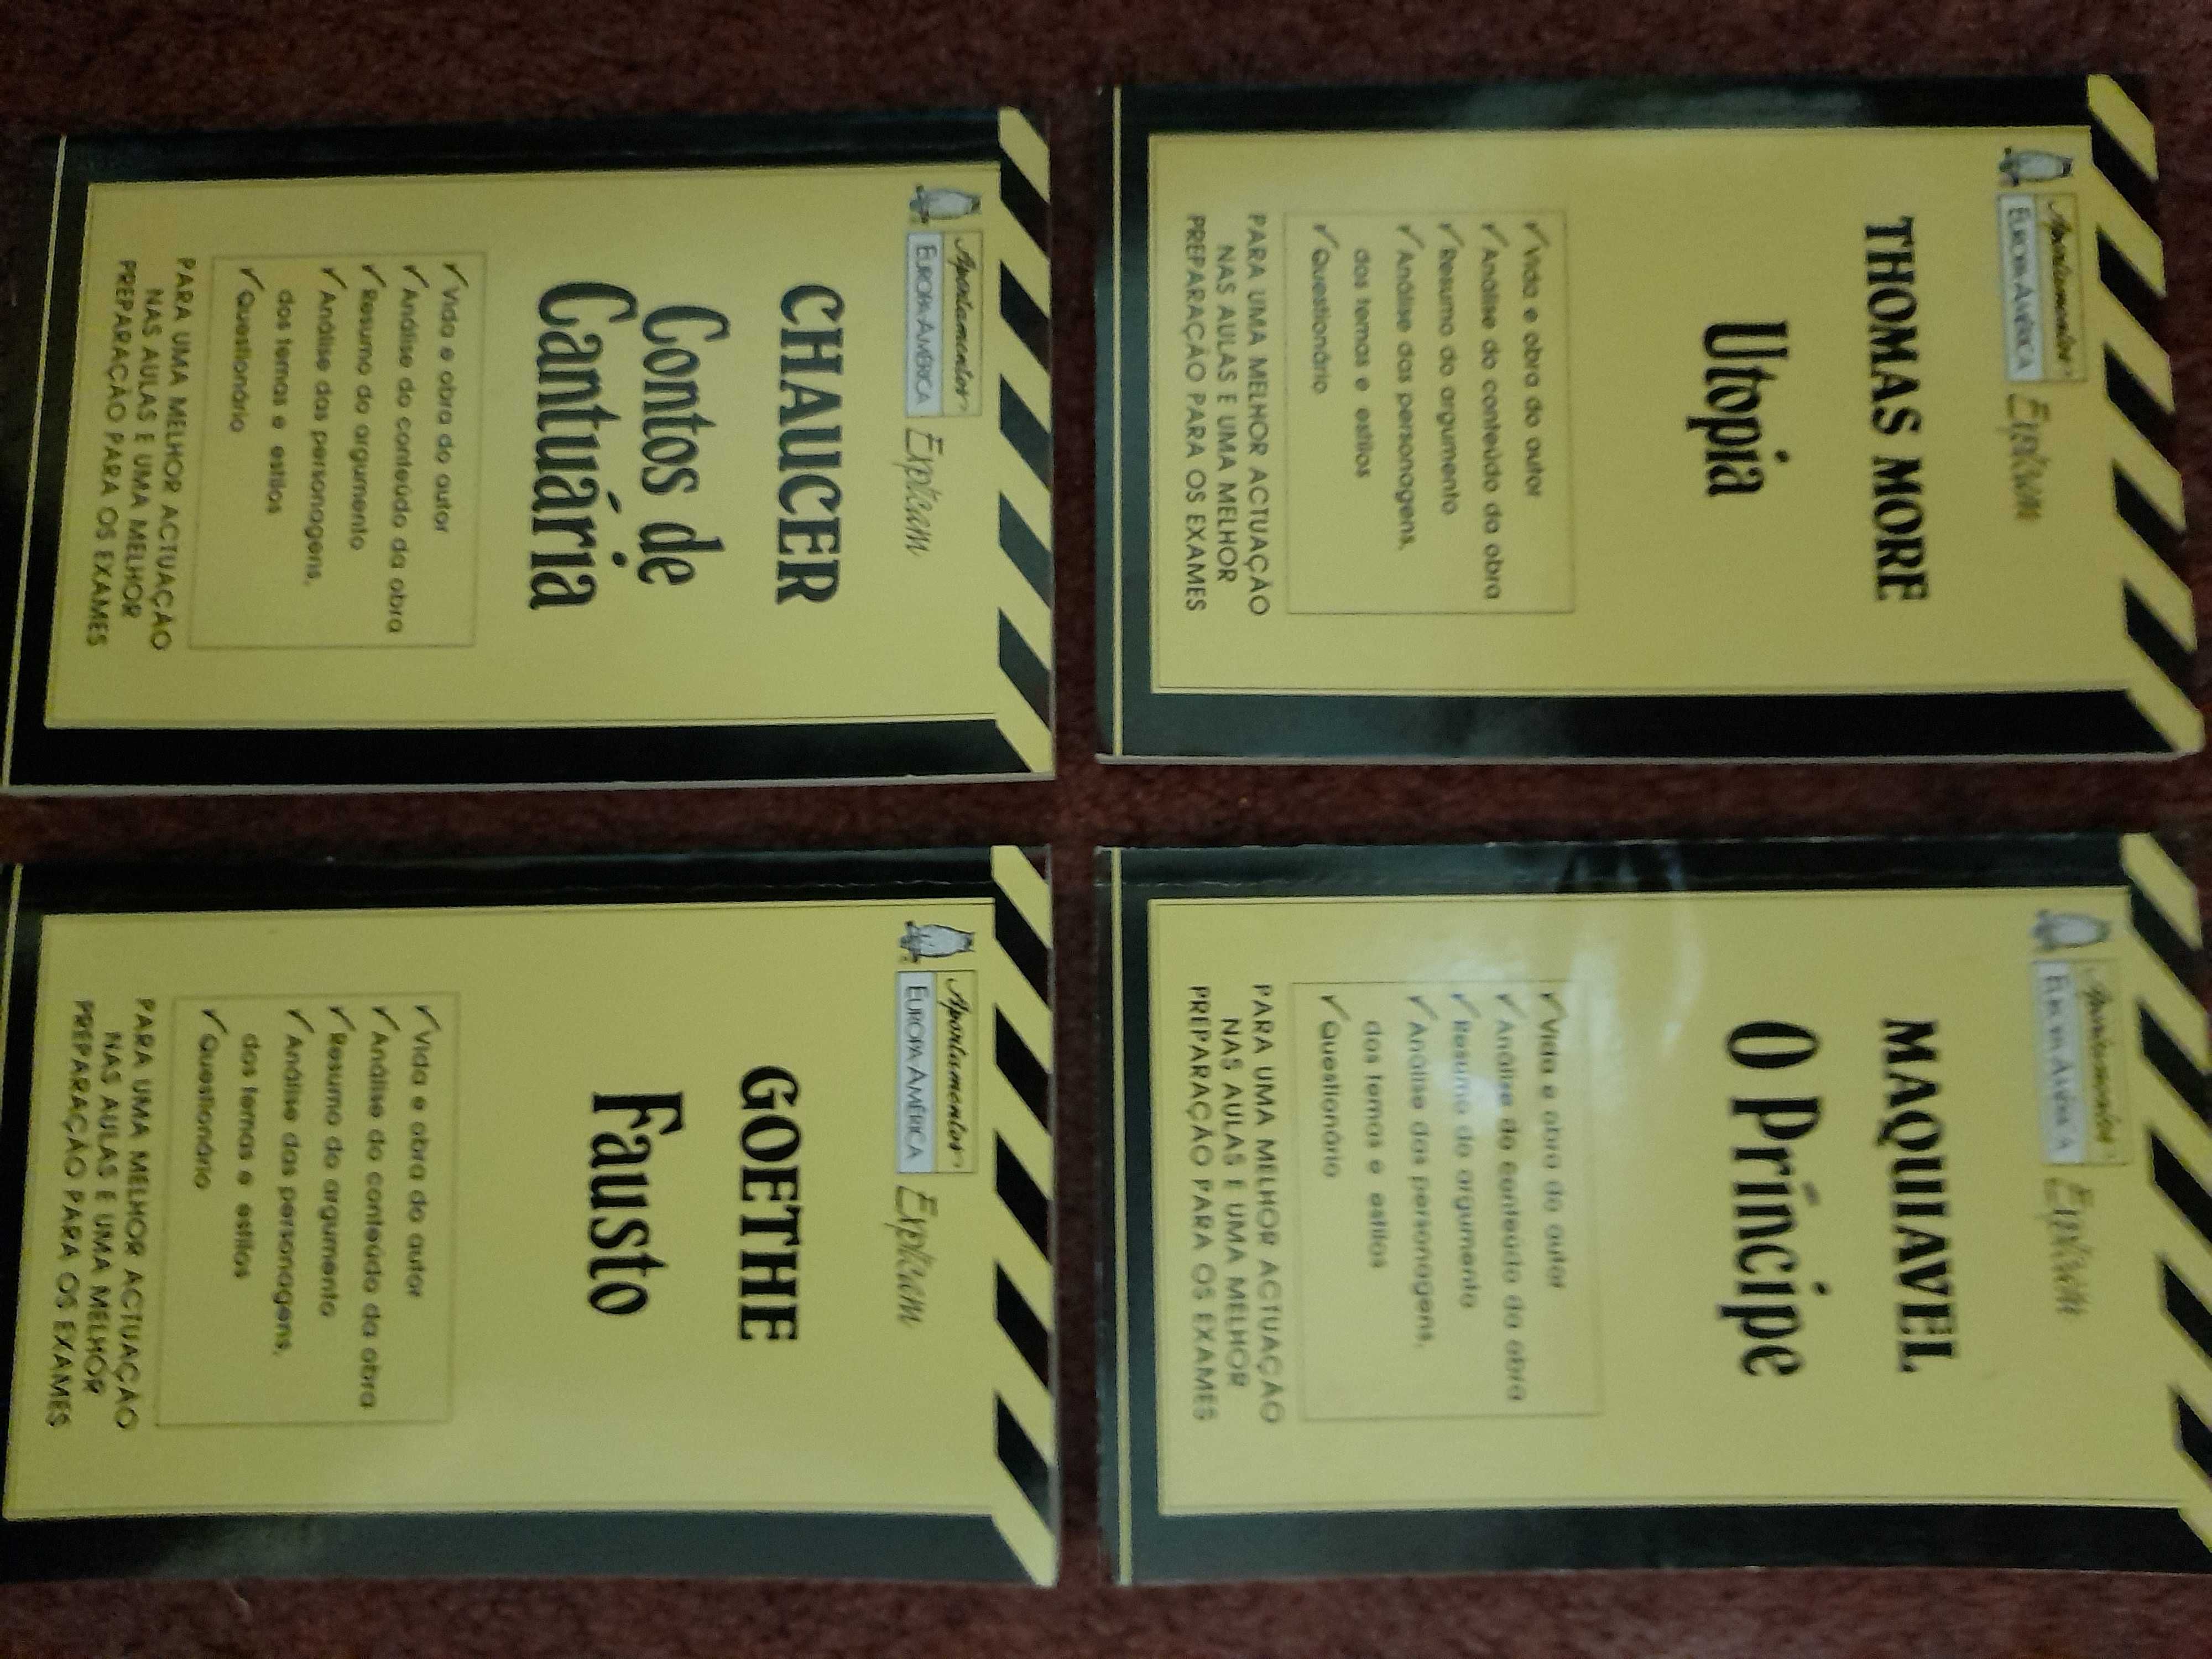 Apontamentos
EUROPA-AMÉRICA
Explicam
THOMAS MORE
Utopia
✓Vida e obra do autor
✓Análise do conteúdo da obra
✓Resumo do argumento
✓Análise das personagens,
dos temas e estilos
✓Questionário
PARA UMA MELHOR ACTUAÇÃO
NAS AULAS E UMA MELHOR
PREPARAÇÃO PARA OS EXAMES
Apontamentos
EUROPA-AMÉRICA
Explicam
MAQUIAVEL
O Príncipe
✓Vida e obra do autor
✓Análise do conteúdo da obra
✓Resumo do argumento
✓Análise das personagens,
dos temas e estilos
✓Questionário
PARA UMA MELHOR ACTUAÇÃO
NAS AULAS E UMA MELHOR
PREPARAÇÃO PARA OS EXAMES
Apontamentos
EUROPA-AMÉRICA
Explicam
CHAUCER
Contos de
Cantuária
✓Vida e obra do autor
✓Análise do conteúdo da obra
✓Resumo do argumento
✓Análise das personagens,
dos temas e estilos
✓Questionário
PARA UMA MELHOR ACTUAÇÃO
NAS AULAS E UMA MELHOR
PREPARAÇÃO PARA OS EXAMES
Apontamentos
EUROPA-AMÉRICA
Explicam
GOETHE
Fausto
✓Vida e obra do autor
✓Análise do conteúdo da obra
✓Resumo do argumento
✓Análise das personagens,
dos temas e estilos
✓Questionário
PARA UMA MELHOR ACTUAÇÃO
NAS AULAS E UMA MELHOR
PREPARAÇÃO PARA OS EXAMES